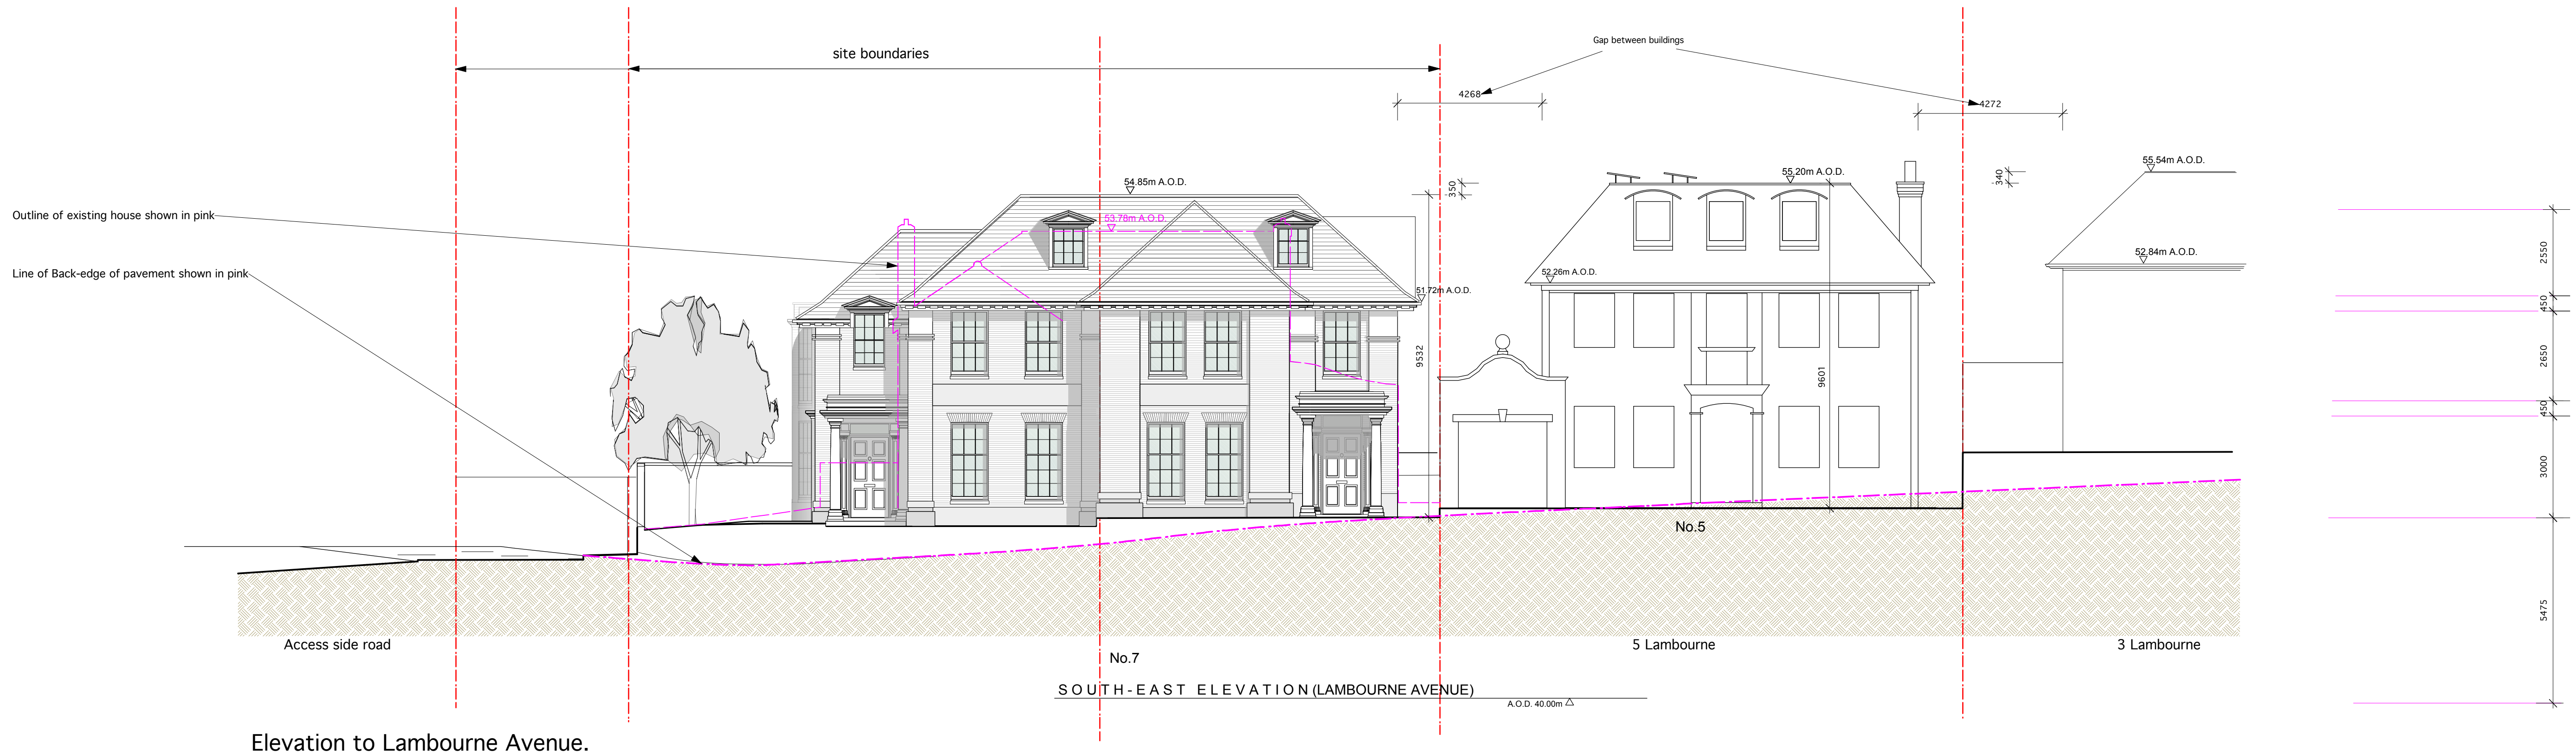 Gap between buildings
site boundaries
4268
4272
55.54m A.O.D.
340
55.20m A.O.D.
54.85m A.O.D.
350
Outline of existing house shown in pink
53.78m A.O.D.
52.84m A.O.D.
2550
Line of Back-edge of pavement shown in pink
52.26m A.O.D.
51.72m A.O.D.
450
9532
2650
9601
450
3000
No.5
5475
Access side road
5 Lambourne
3 Lambourne
No.7
SOUTH-EAST ELEVATION (LAMBOURNE AVENUE)
A.O.D. 40.00m
Elevation to Lambourne Avenue.